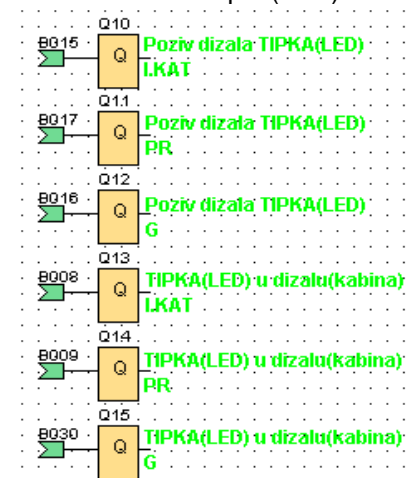 Q10
B015 Q Poziv dizala TIPKA(LED)
I.KAT
Q11
B017 Q Poziv dizala TIPKA(LED)
PR
Q12
B016 Q Poziv dizala TIPKA(LED)
G
Q13
B008 Q TIPKA(LED) u dizalu(kabina)
I.KAT
Q14
B009 Q TIPKA(LED) u dizalu(kabina)
PR
Q15
B030 Q TIPKA(LED) u dizalu(kabina)
G